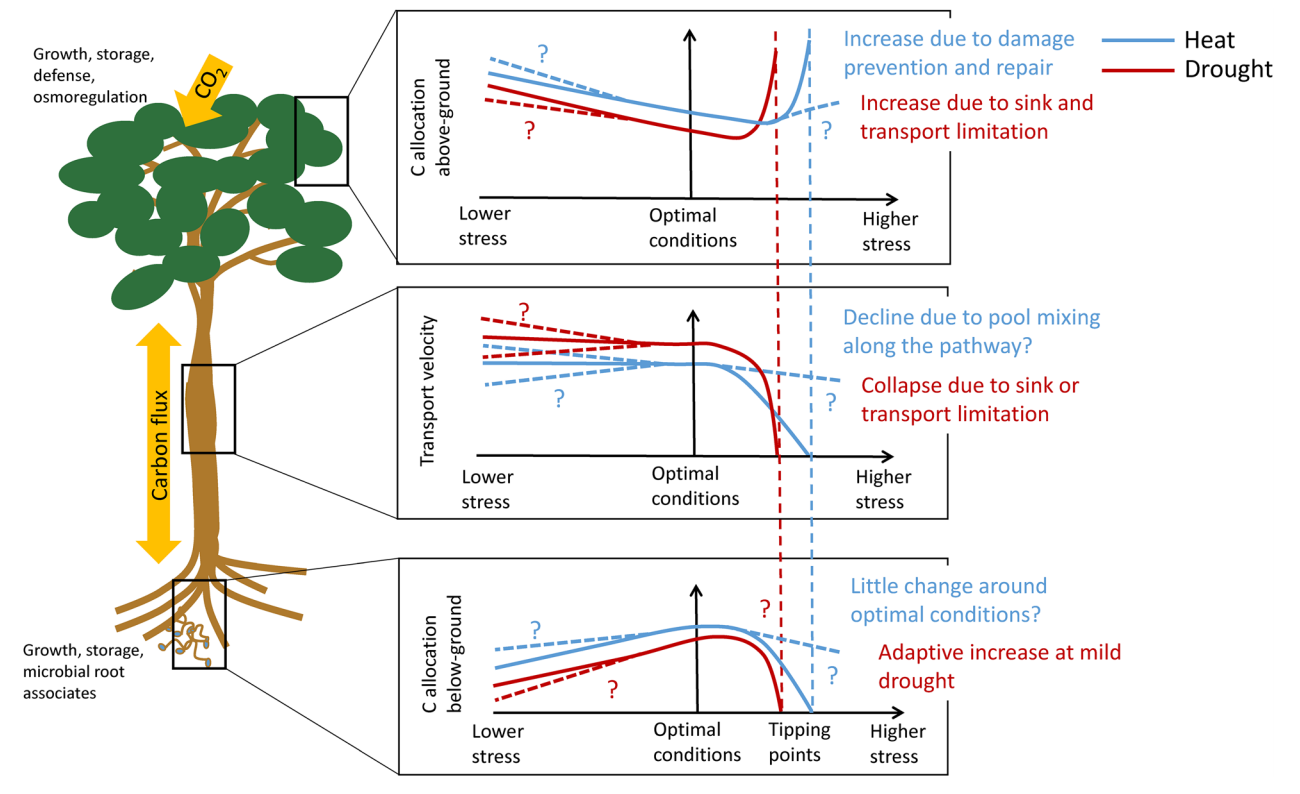 Growth, storage,
defense,
osmoregulation
CO2
Carbon flux
Growth, storage,
microbial root
associates
C allocation
above-ground
?
?
?
Lower
stress
Optimal
conditions
Higher
stress
Increase due to damage
prevention and repair
Increase due to sink and
transport limitation
Heat
Drought
Transport velocity
?
?
?
Lower
stress
Optimal
conditions
Higher
stress
Decline due to pool mixing
along the pathway?
Collapse due to sink or
transport limitation
C allocation
below-ground
?
?
?
?
Lower
stress
Optimal
conditions
Tipping
points
Higher
stress
Little change around
optimal conditions?
Adaptive increase at mild
drought